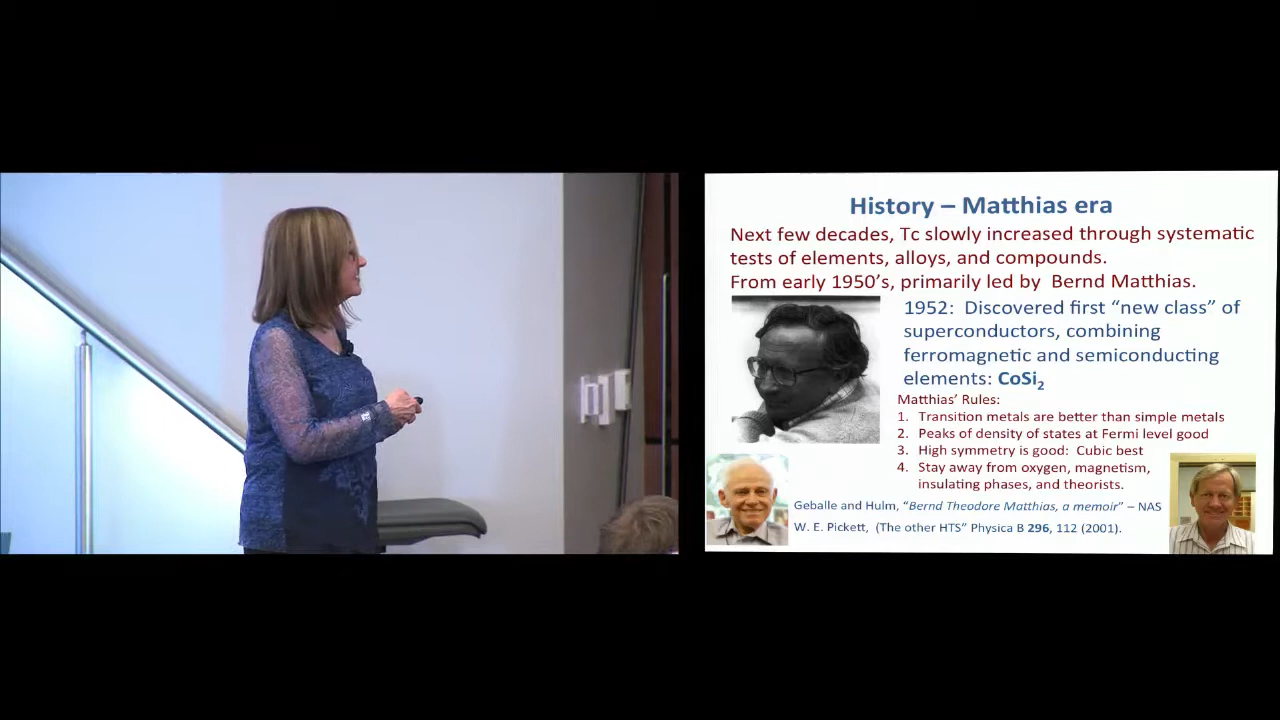 History – Matthias era
Next few decades, Tc slowly increased through systematic
tests of elements, alloys, and compounds.
From early 1950's, primarily led by Bernd Matthias.
1952: Discovered first "new class" of
superconductors, combining
ferromagnetic and semiconducting
elements: CoSi₂
Matthias' Rules:
1. Transition metals are better than simple metals
2. Peaks of density of states at Fermi level good
3. High symmetry is good: Cubic best
4. Stay away from oxygen, magnetism,
insulating phases, and theorists.
Geballe and Hulm, "Bernd Theodore Matthias, a memoir" – NAS
W. E. Pickett, (The other HTS" Physica B 296, 112 (2001).